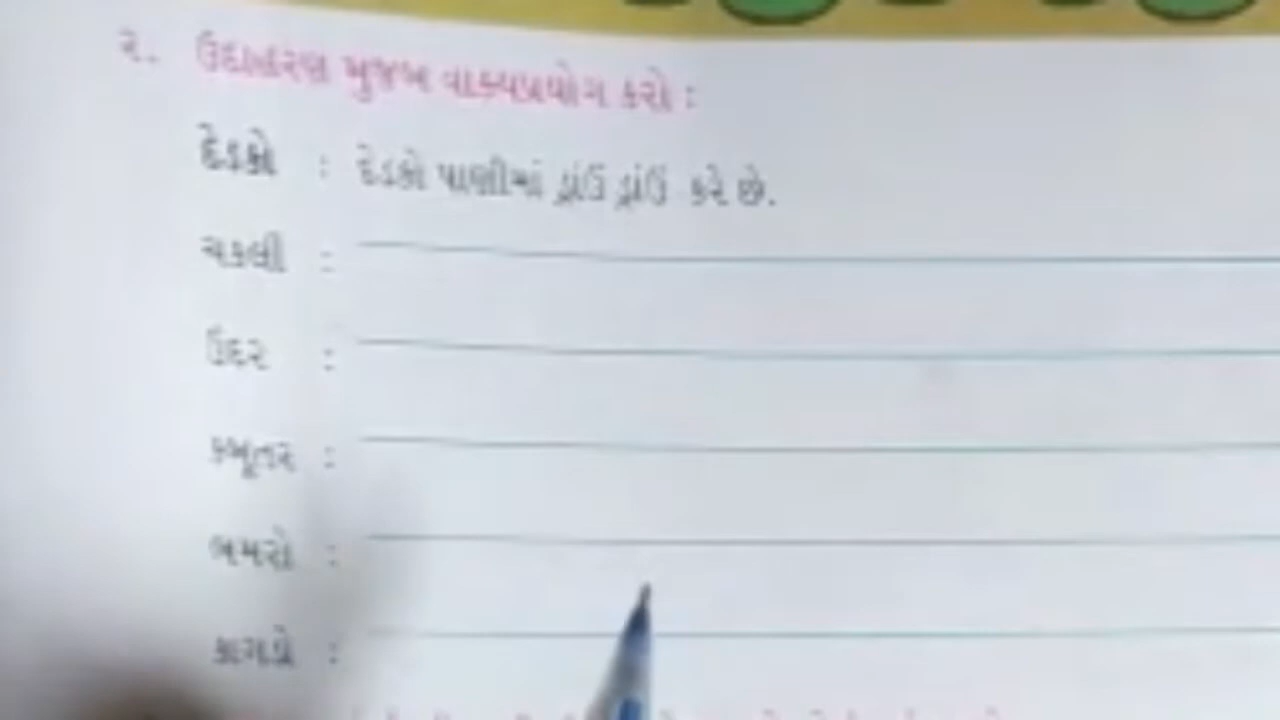 ૨. ઉદાહરણ મુજબ વાક્યપ્રયોગ કરો :
દેડકો : દેડકો પાણીમાં ડ્રાંઉં ડ્રાંઉં કરે છે.
ચકલી :
ઉંદર :
કબૂતર :
ભમરો :
કાગડો :